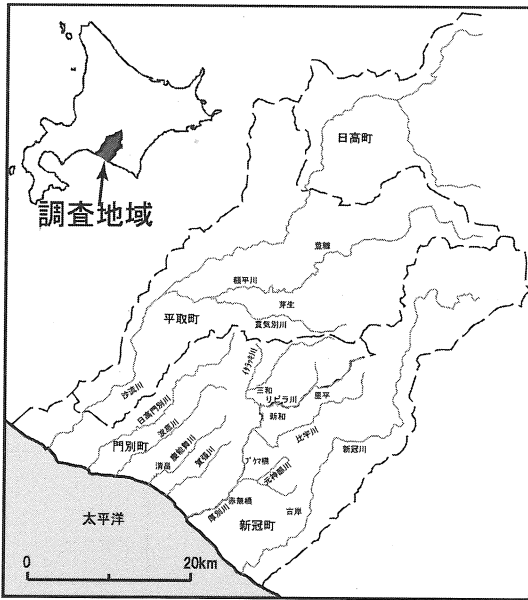 調査地域
日高町
豊糠
額平川
芽生
貫気別川
平取町
沙流川
三和
リビラ川
里平
新和
日高門別川
波恵川
門別町
慶能舞川
清畠
賀張川
比宇川
新冠川
元神部川
赤無橋
古岸
厚別川
新冠町
太平洋
0
20km